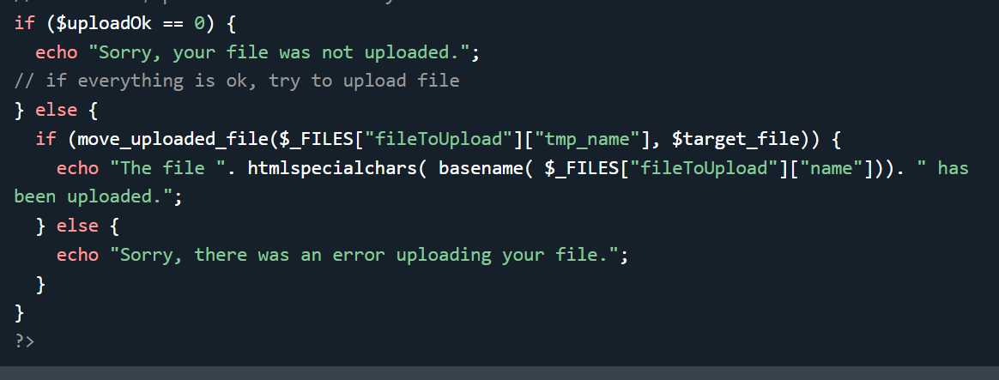 if ($uploadOk == 0) {
  echo "Sorry, your file was not uploaded.";
// if everything is ok, try to upload file
} else {
  if (move_uploaded_file($_FILES["fileToUpload"]["tmp_name"], $target_file)) {
    echo "The file ". htmlspecialchars( basename( $_FILES["fileToUpload"]["name"])). " has
been uploaded.";
  } else {
    echo "Sorry, there was an error uploading your file.";
  }
}
?>